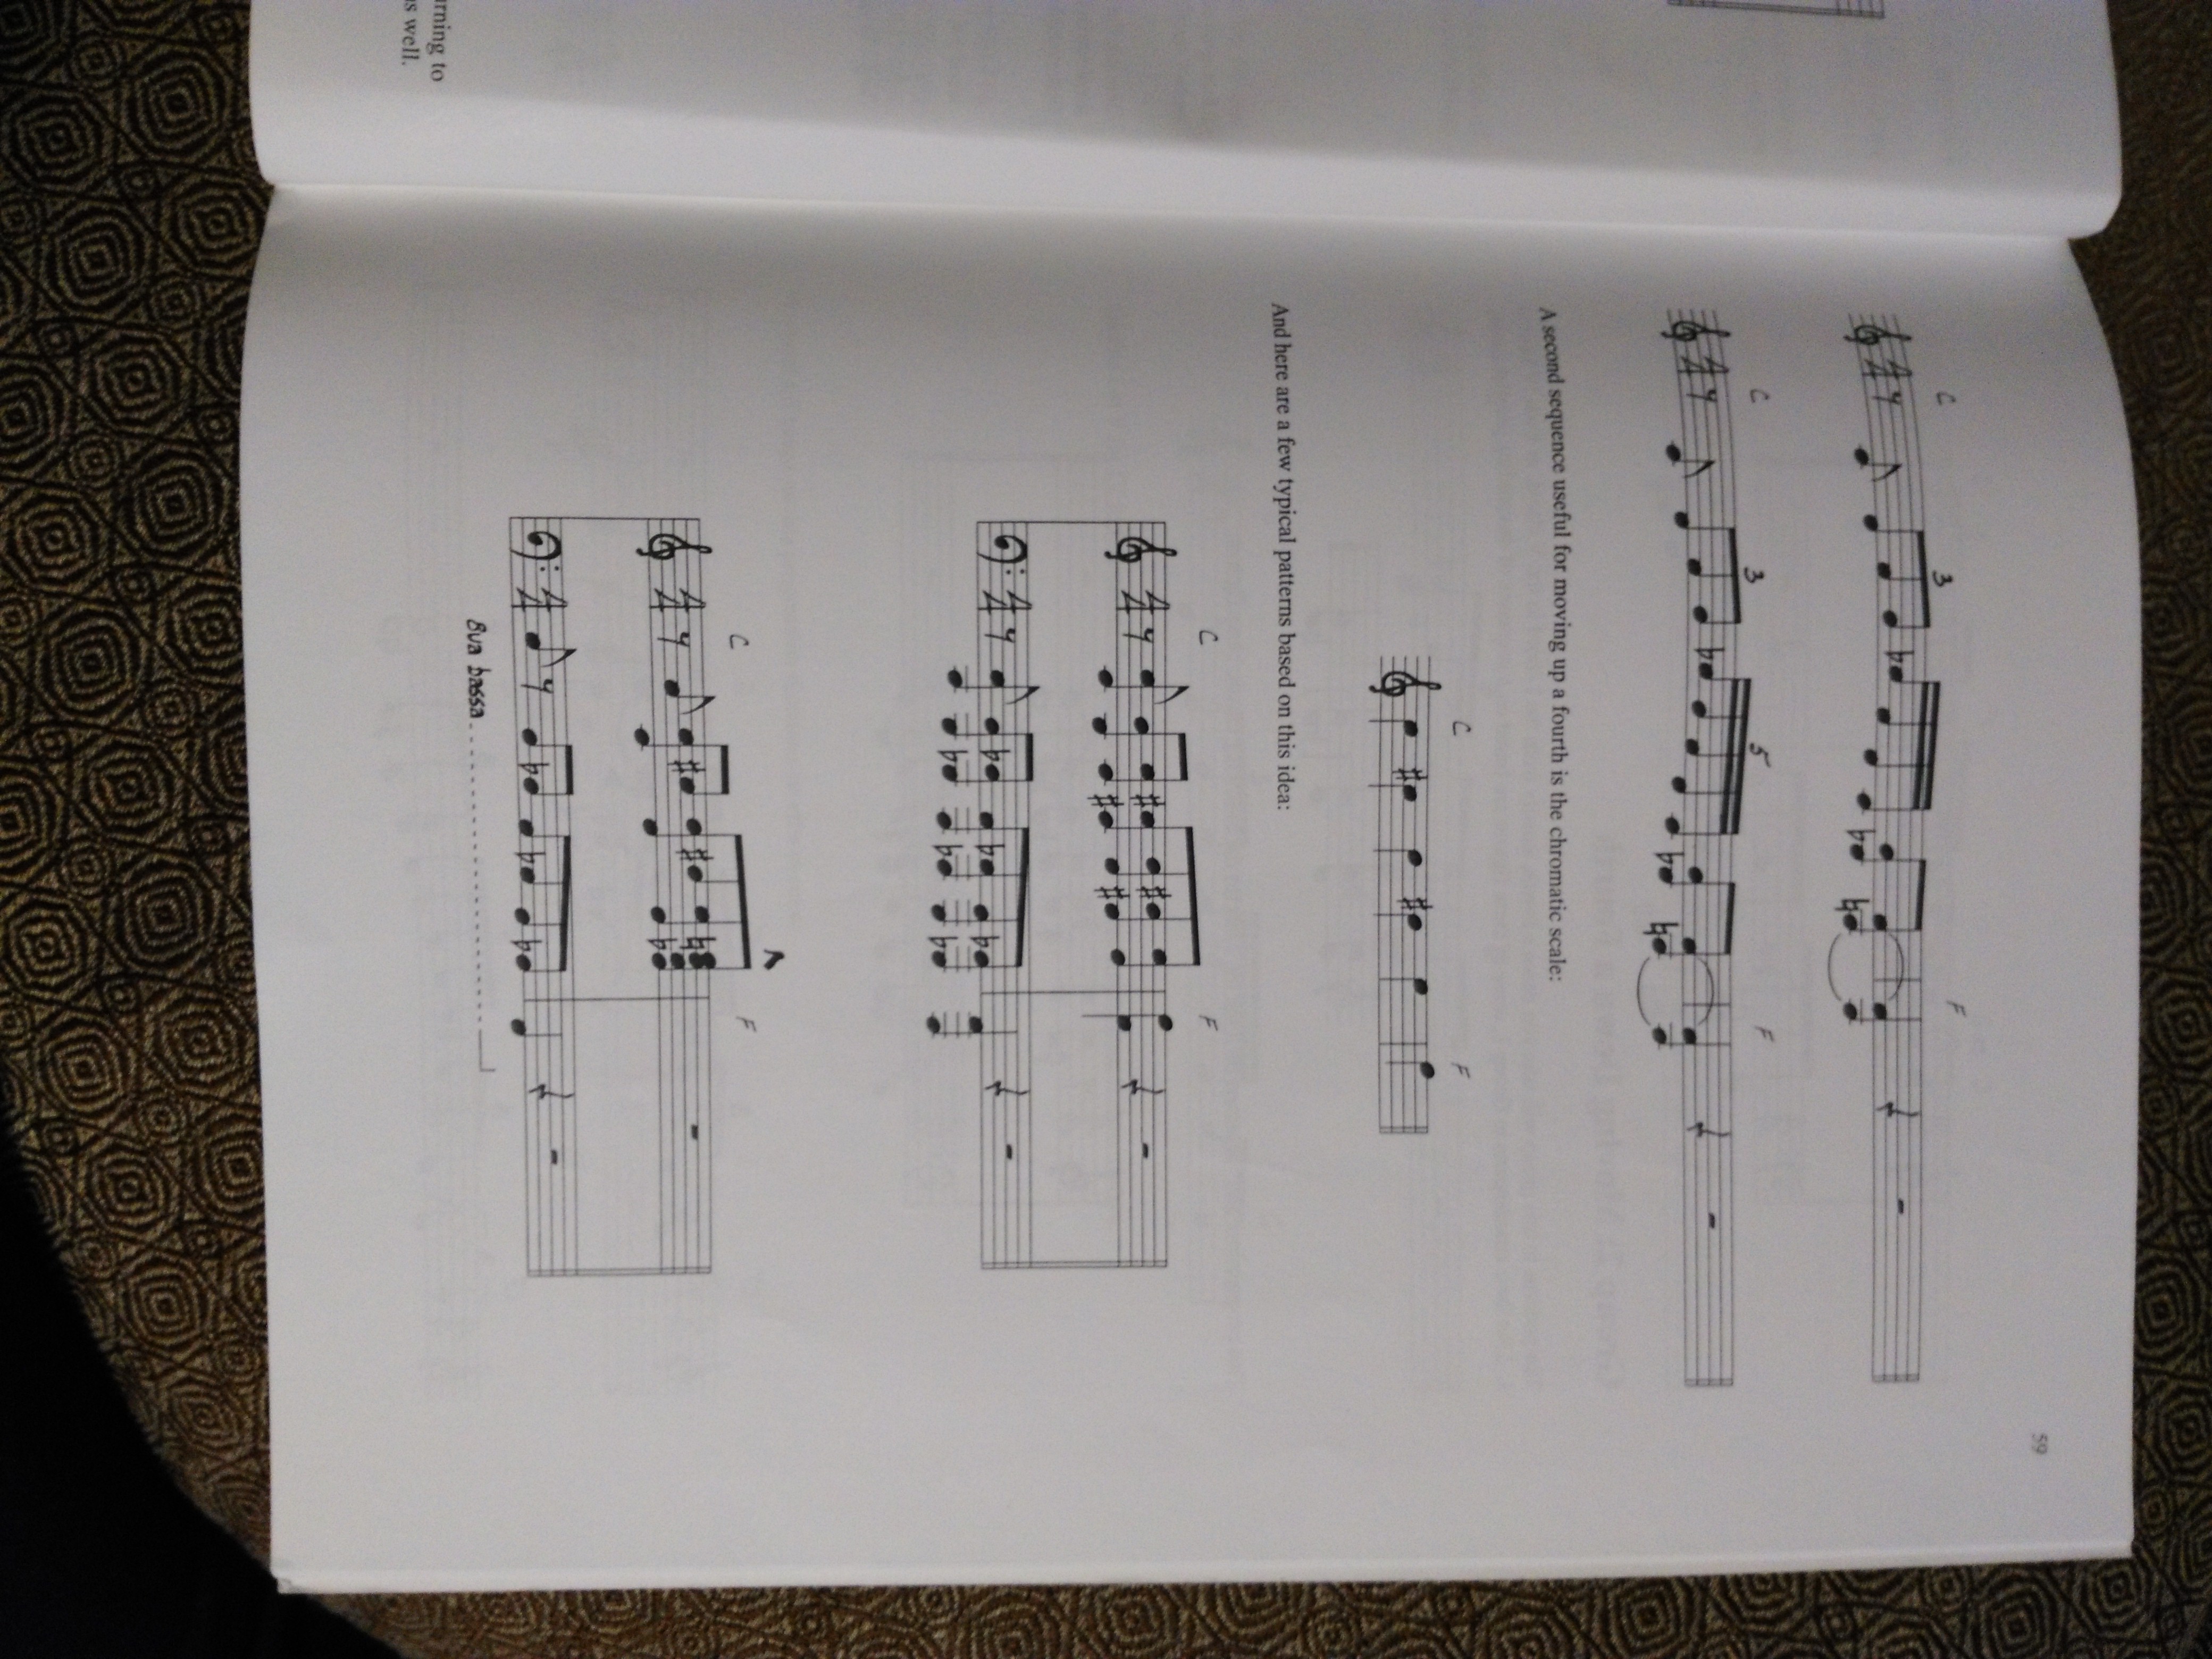 rning to
s well.
59
C F
3
C F
3 5
A second sequence useful for moving up a fourth is the chromatic scale:
C F
And here are a few typical patterns based on this idea:
C F
C F
8va bassa